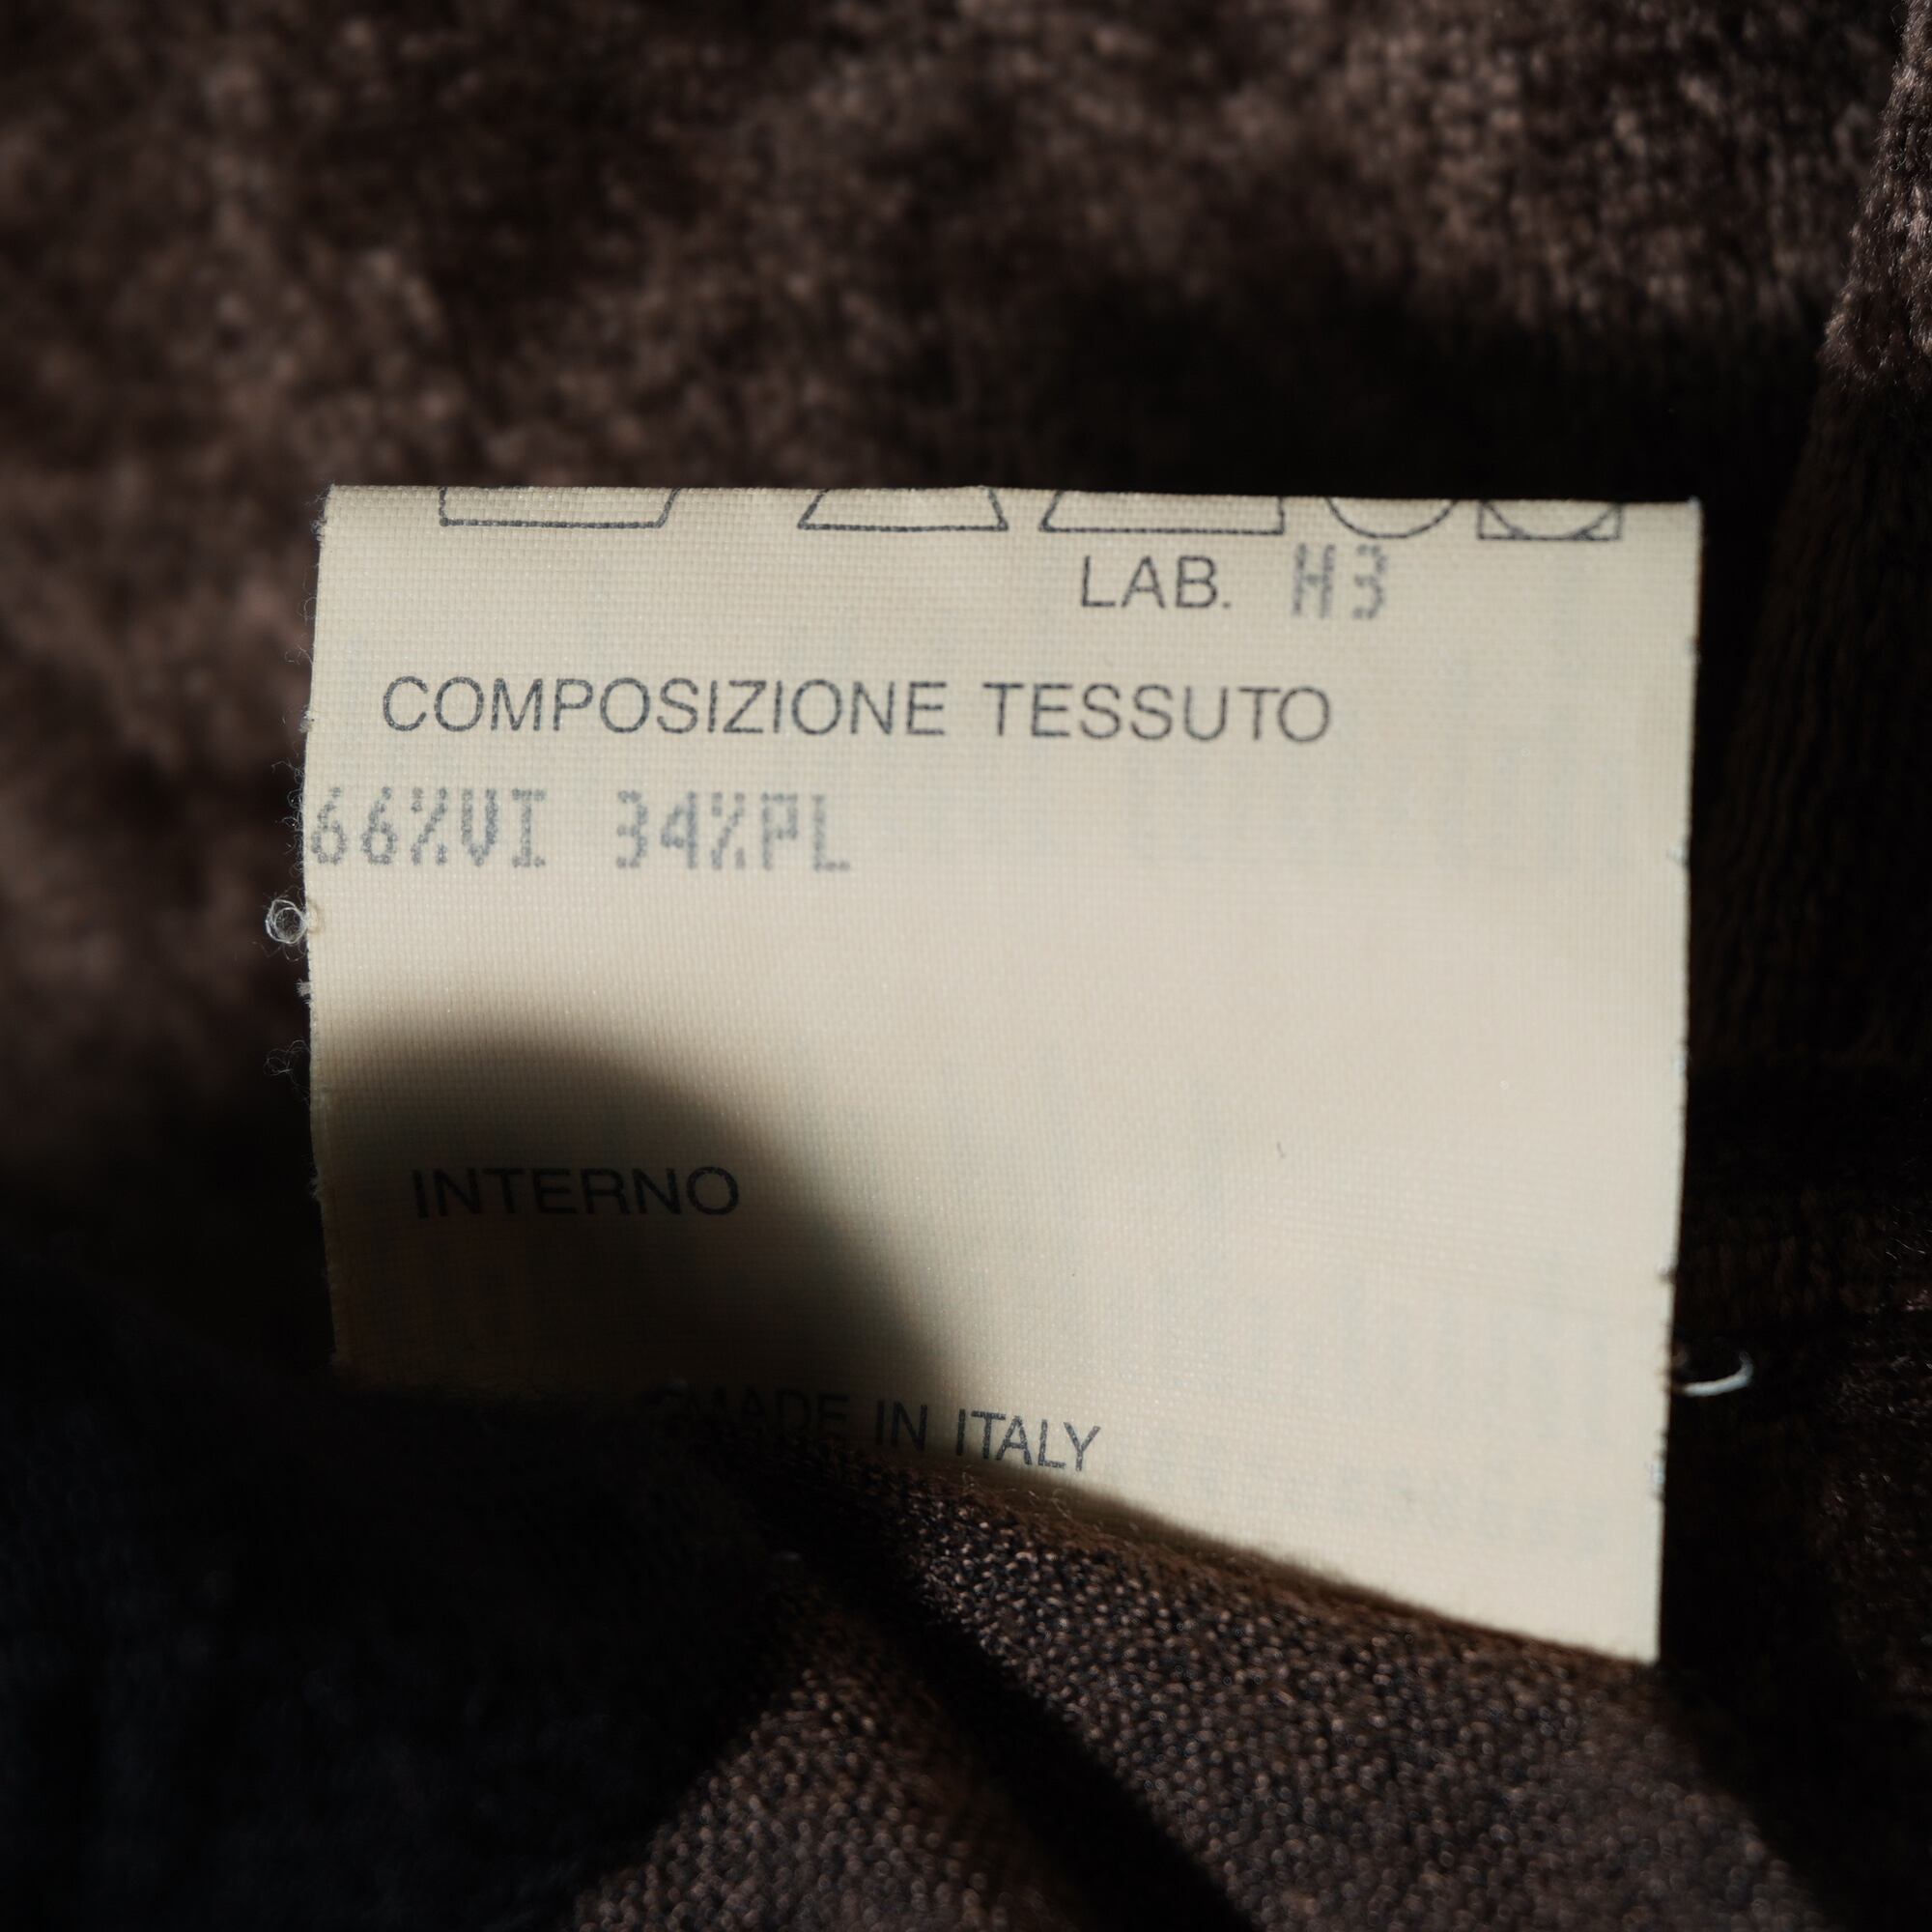 LAB. H3
COMPOSIZIONE TESSUTO
66%VI 34%PL
INTERNO
MADE IN ITALY